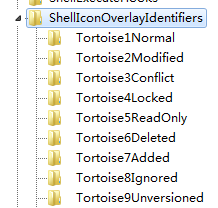 ShellExecuteHooks
ShellIconOverlayIdentifiers
Tortoise1Normal
Tortoise2Modified
Tortoise3Conflict
Tortoise4Locked
Tortoise5ReadOnly
Tortoise6Deleted
Tortoise7Added
Tortoise8Ignored
Tortoise9Unversioned